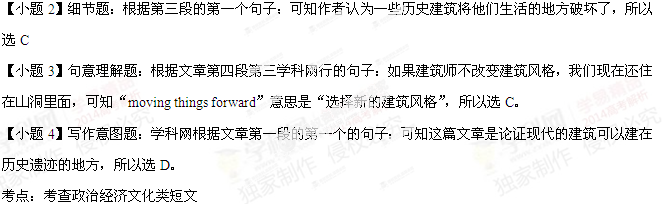 【小题 2】细节题：根据第三段的第一个句子：可知作者认为一些历史建筑将他们生活的地方破坏了，所以
选 C
【小题 3】句意理解题：根据文章第四段第三学科网行的句子：如果建筑师不改变建筑风格，我们现在还住
在山洞里面，可知“moving things forward”意思是“选择新的建筑风格”，所以选 C。
【小题 4】写作意图题：学科网根据文章第一段的第一个的句子，可知这篇文章是论证现代的建筑可以建在
历史遗迹的地方，所以选 D。
考点：考查政治经济文化类短文